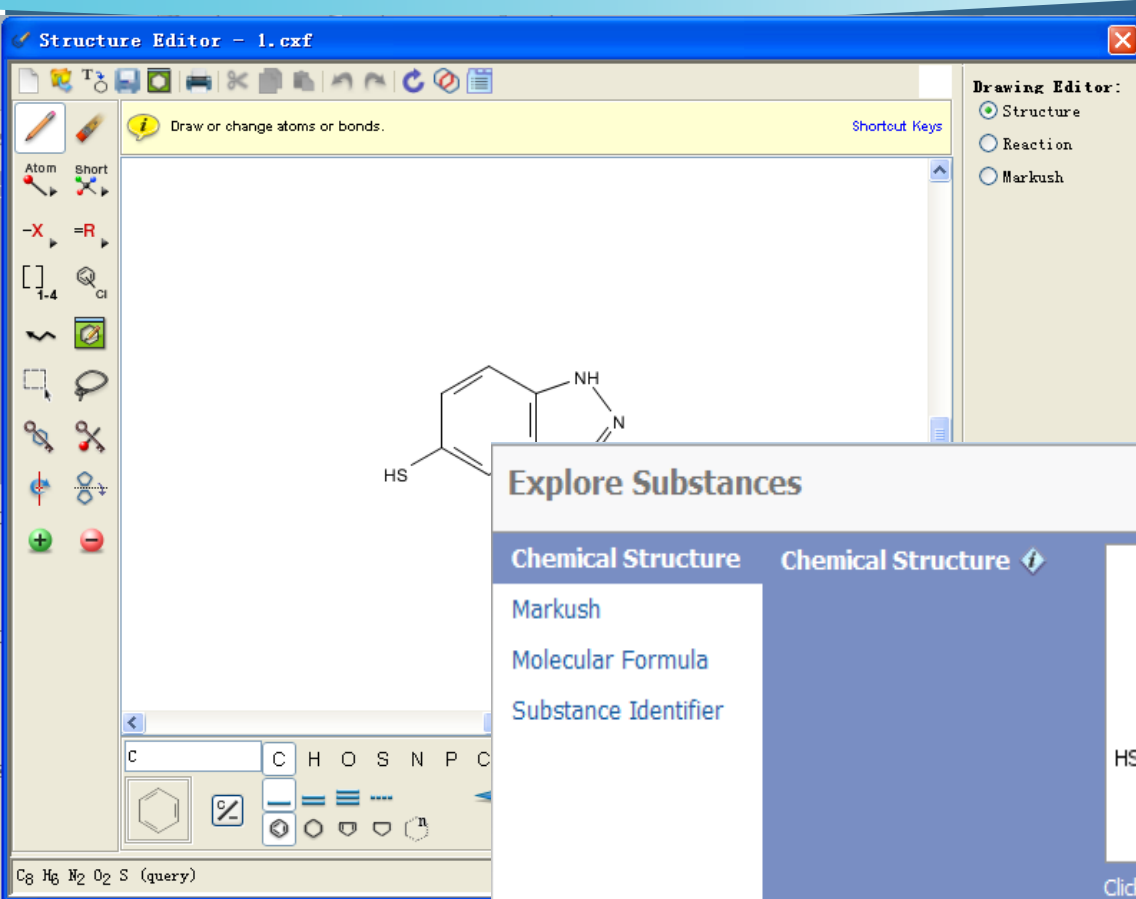 Structure Editor - 1.cxf
Drawing Editor:
Structure
Reaction
Markush
Draw or change atoms or bonds.
Shortcut Keys
Atom
Short
-X
=R
[ ] 1-4
Cl
NH
N
HS
Explore Substances
Chemical Structure
Chemical Structure
Markush
Molecular Formula
Substance Identifier
HS
C
C H O S N P C
n
C8 H6 N2 O2 S (query)